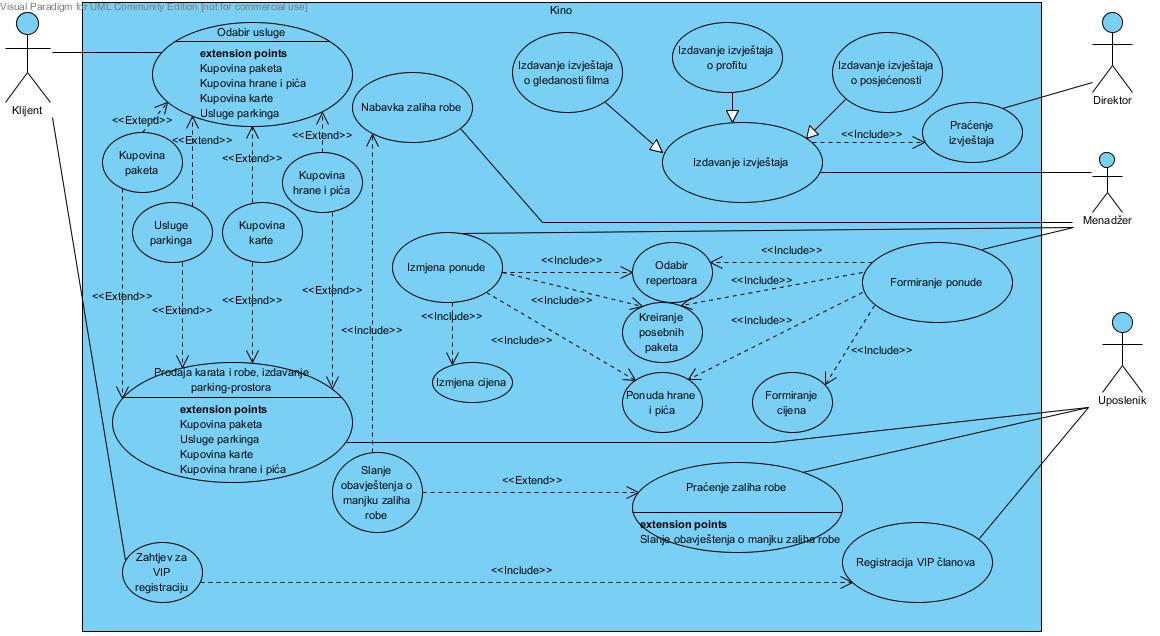 Visual Paradigm for UML Community Edition [not for commercial use]
Kino
Klijent
Direktor
Menadžer
Uposlenik
Odabir usluge
extension points
Kupovina paketa
Kupovina hrane i pića
Kupovina karte
Usluge parkinga
Nabavka zaliha robe
Izdavanje izvještaja
o gledanosti filma
Izdavanje izvještaja
o profitu
Izdavanje izvještaja
o posjećenosti
Izdavanje izvještaja
<<Include>>
Praćenje
izvještaja
<<Extend>>
<<Extend>>
<<Extend>>
<<Extend>>
Kupovina
paketa
Kupovina
hrane i pića
Usluge
parkinga
Kupovina
karte
<<Extend>>
<<Extend>>
<<Extend>>
<<Extend>>
<<Include>>
Izmjena ponude
<<Include>>
<<Include>>
<<Include>>
<<Include>>
Odabir
repertoara
Kreiranje
posebnih
paketa
<<Include>>
<<Include>>
<<Include>>
<<Include>>
Formiranje ponude
Izmjena cijena
Ponuda hrane
i pića
Formiranje
cijena
Prodaja karata i robe, izdavanje
parking-prostora
extension points
Kupovina paketa
Usluge parkinga
Kupovina karte
Kupovina hrane i pića
Slanje
obavještenja o
manjku zaliha
robe
<<Extend>>
Praćenje zaliha robe
extension points
Slanje obavještenja o manjku zaliha robe
Zahtjev za
VIP
registraciju
<<Include>>
Registracija VIP članova